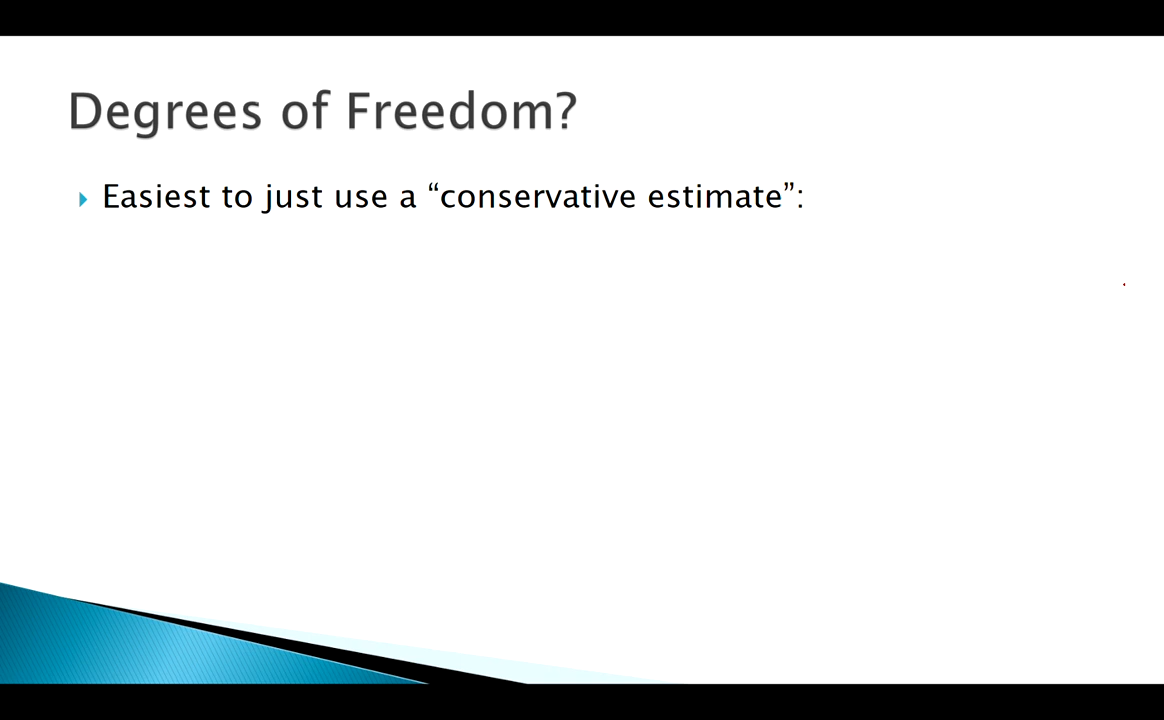 Degrees of Freedom?
Easiest to just use a “conservative estimate”: